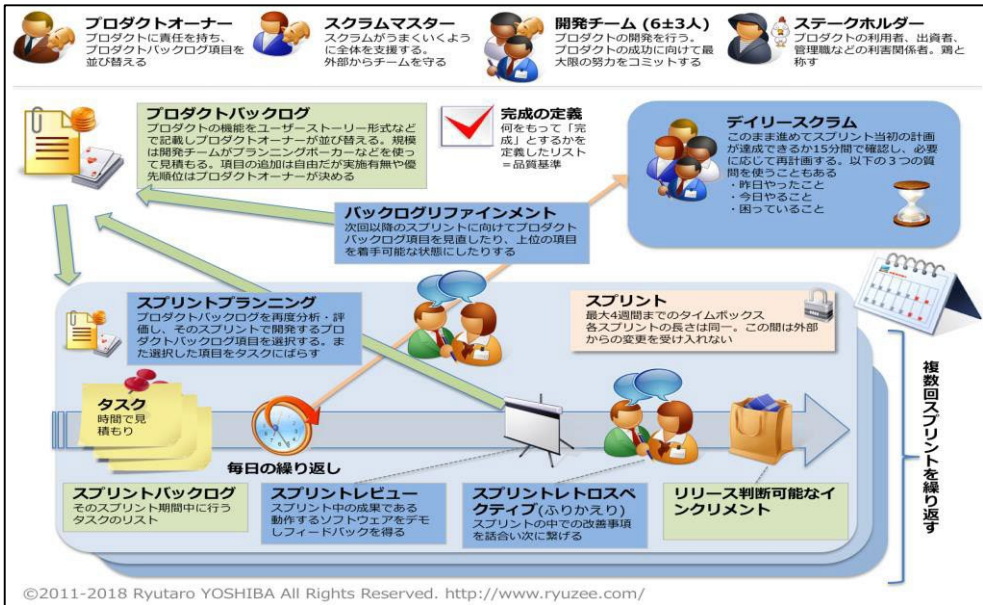 プロダクトオーナー
プロダクトに責任を持ち、
プロダクトバックログ項目を
並び替える
スクラムマスター
スクラムがうまくいくよう
に全体を支援する。
外部からチームを守る
開発チーム (6±3人)
プロダクトの開発を行う。
プロダクトの成功に向けて最
大限の努力をコミットする
ステークホルダー
プロダクトの利用者、出資者、
管理職などの利害関係者。鶏と
称す
プロダクトバックログ
プロダクトの機能をユーザーストーリー形式など
で記載しプロダクトオーナーが並び替える。規模
は開発チームがプランニングポーカーなどを使っ
て見積もる。項目の追加は自由だが実施有無や優
先順位はプロダクトオーナーが決める
完成の定義
何をもって「完
成」とするかを
定義したリスト
＝品質基準
デイリースクラム
このまま進めてスプリント当初の計画
が達成できるか15分間で確認し、必要
に応じて再計画する。以下の３つの質
問を使うこともある
・昨日やったこと
・今日やること
・困っていること
バックログリファインメント
次回以降のスプリントに向けてプロダクト
バックログ項目を見直したり、上位の項目
を着手可能な状態にしたりする
スプリントプランニング
プロダクトバックログを再度分析・評
価し、そのスプリントで開発するプロ
ダクトバックログ項目を選択する。ま
た選択した項目をタスクにばらす
スプリント
最大4週間までのタイムボックス
各スプリントの長さは同一。この間は外部
からの変更を受け入れない
タスク
時間で見
積もり
毎日の繰り返し
複数回スプリントを繰り返す
スプリントバックログ
そのスプリント期間中に行う
タスクのリスト
スプリントレビュー
スプリント中の成果である
動作するソフトウェアをデモ
しフィードバックを得る
スプリントレトロスペ
クティブ(ふりかえり)
スプリントの中での改善事項
を話合い次に繋げる
リリース判断可能なイ
ンクリメント
©2011-2018 Ryutaro YOSHIBA All Rights Reserved. http://www.ryuzee.com/